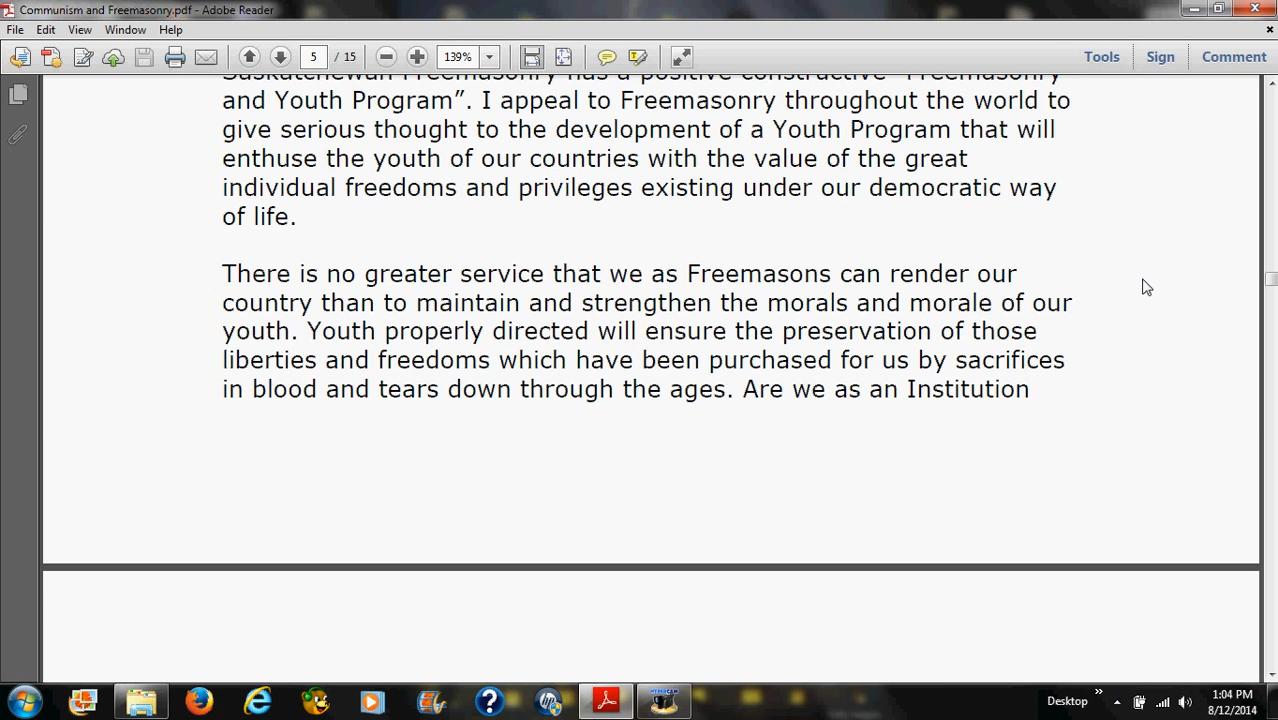 Communism and Freemasonry.pdf - Adobe Reader
File Edit View Window Help
5 / 15 139% Tools Sign Comment
Saskatchewan Freemasonry has a positive constructive "Freemasonry
and Youth Program”. I appeal to Freemasonry throughout the world to
give serious thought to the development of a Youth Program that will
enthuse the youth of our countries with the value of the great
individual freedoms and privileges existing under our democratic way
of life.
There is no greater service that we as Freemasons can render our
country than to maintain and strengthen the morals and morale of our
youth. Youth properly directed will ensure the preservation of those
liberties and freedoms which have been purchased for us by sacrifices
in blood and tears down through the ages. Are we as an Institution
Desktop 1:04 PM
8/12/2014